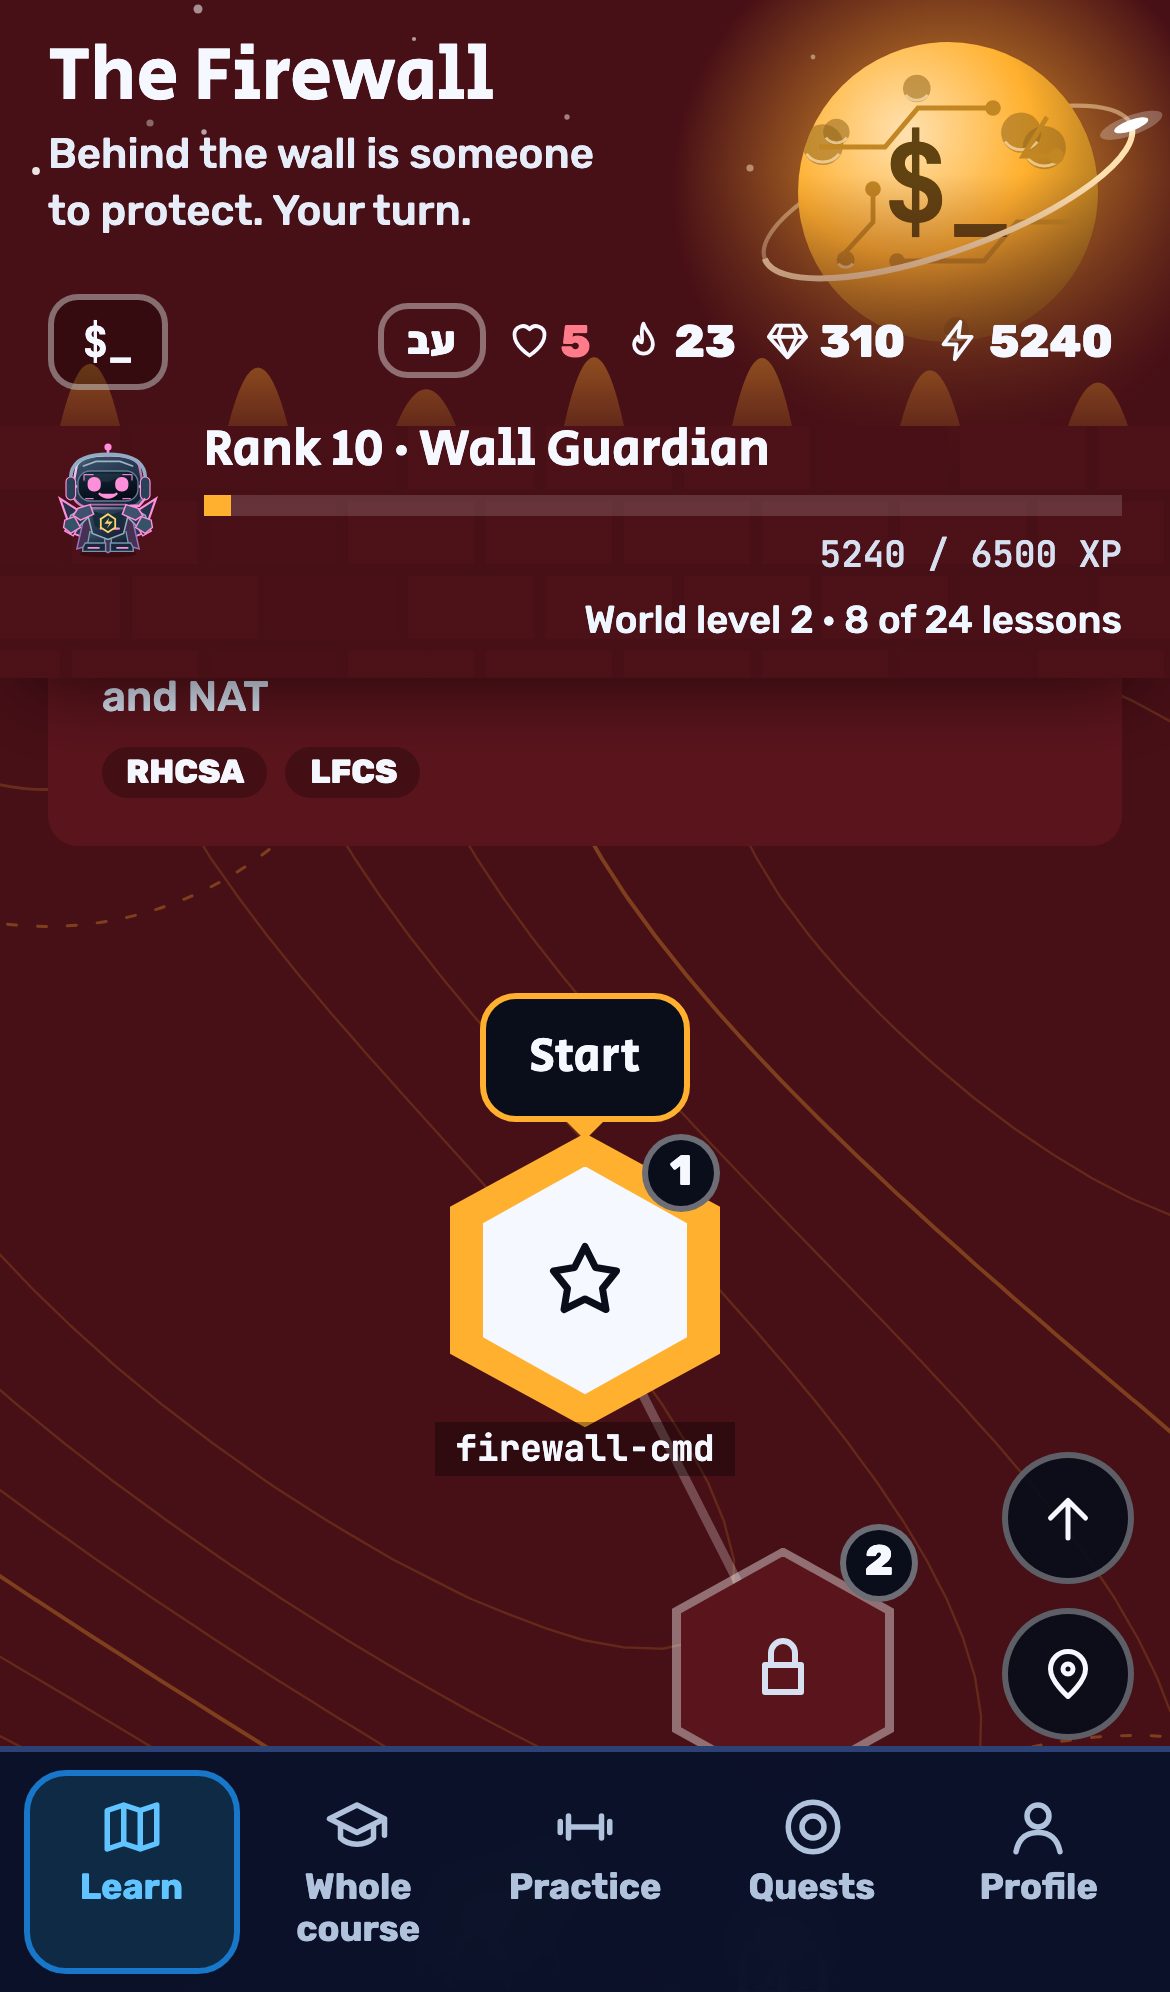 The Firewall
Behind the wall is someone
to protect. Your turn.
$_
$_
עב
5
23
310
5240
Rank 10 • Wall Guardian
5240 / 6500 XP
World level 2 • 8 of 24 lessons
and NAT
RHCSA
LFCS
Start
1
firewall-cmd
2
Learn
Whole
course
Practice
Quests
Profile